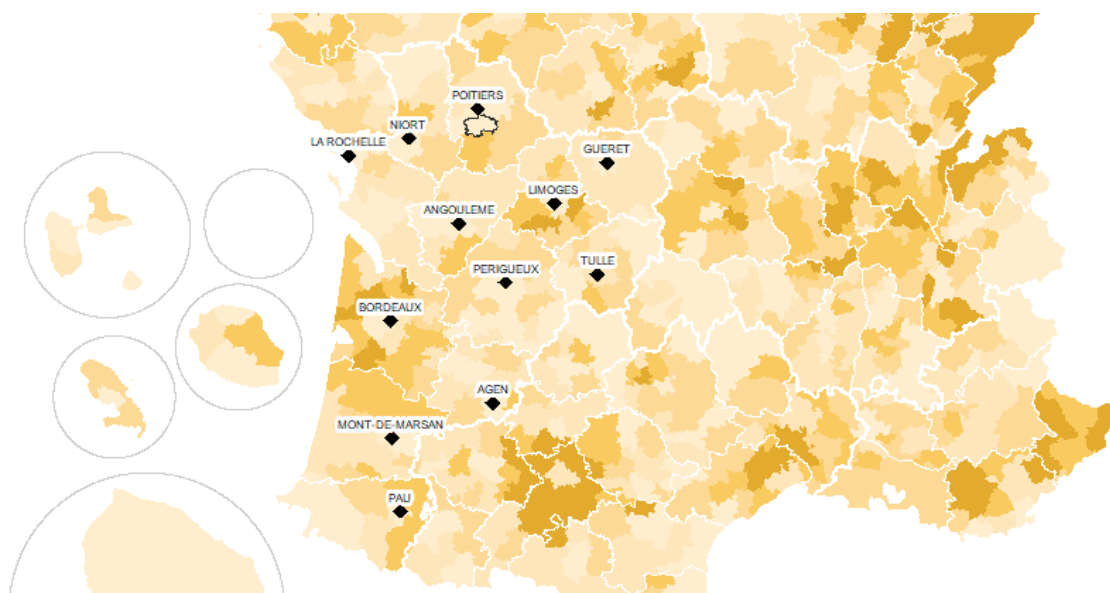 POITIERS
NIORT
LA ROCHELLE
GUERET
LIMOGES
ANGOULEME
PERIGUEUX
TULLE
BORDEAUX
AGEN
MONT-DE-MARSAN
PAU